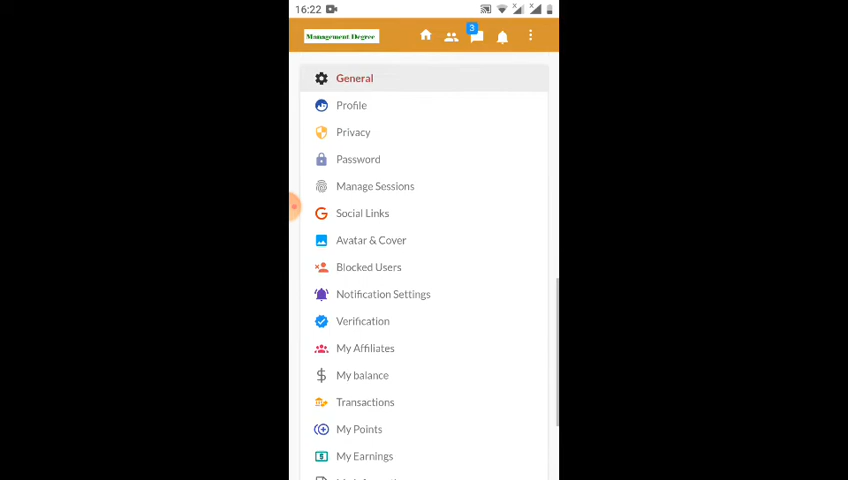 16:22
Management Degree
3
General
Profile
Privacy
Password
Manage Sessions
Social Links
Avatar & Cover
Blocked Users
Notification Settings
Verification
My Affiliates
My balance
Transactions
My Points
My Earnings